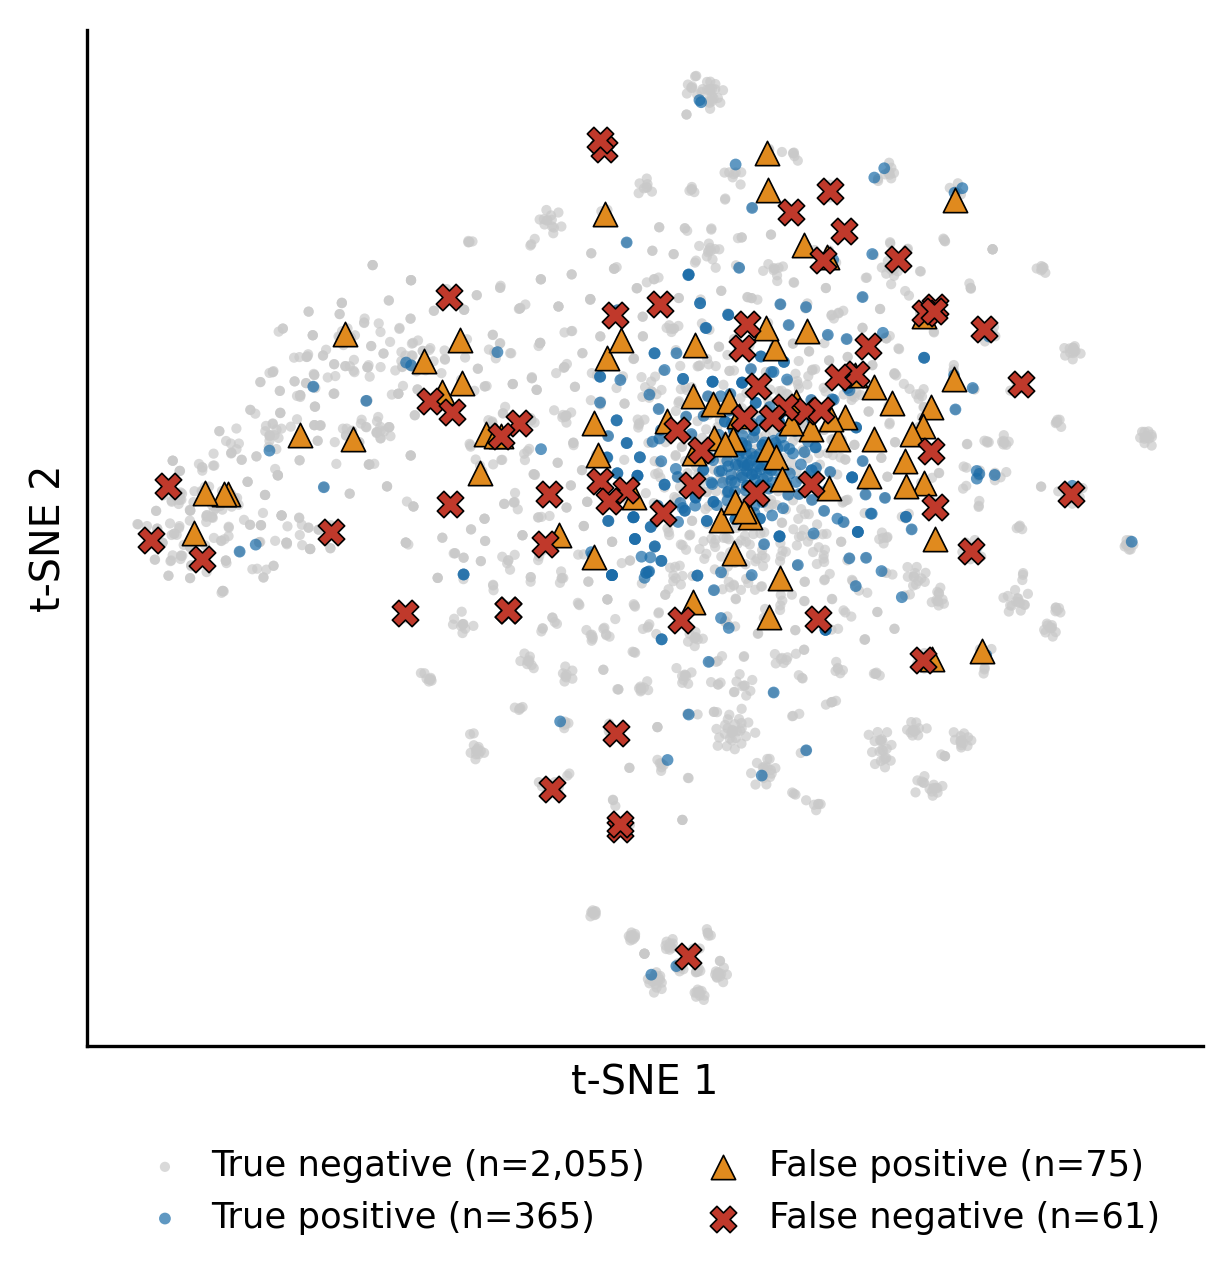 t-SNE 2
t-SNE 1
True negative (n=2,055)
True positive (n=365)
False positive (n=75)
False negative (n=61)